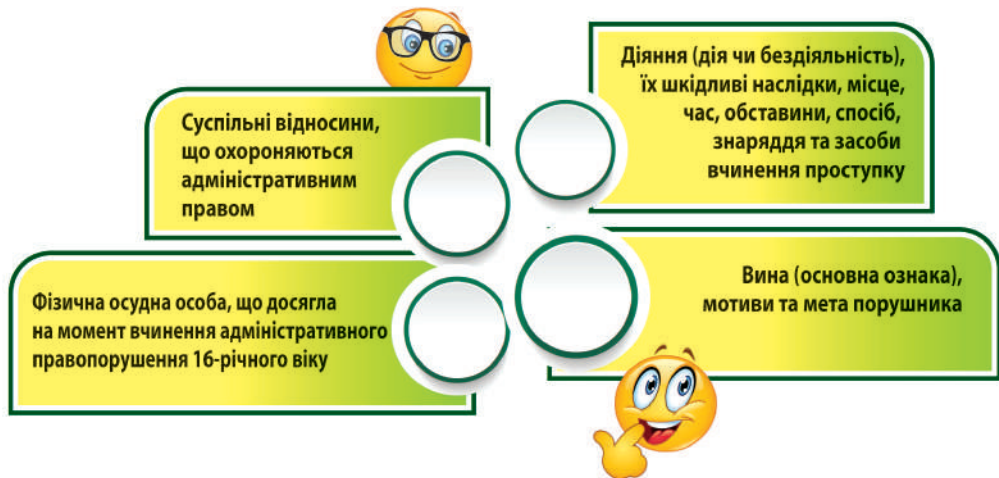 Суспільні відносини,
що охороняються
адміністративним
правом
Діяння (дія чи бездіяльність),
їх шкідливі наслідки, місце,
час, обставини, спосіб,
знаряддя та засоби
вчинення проступку
Фізична осудна особа, що досягла
на момент вчинення адміністративного
правопорушення 16-річного віку
Вина (основна ознака),
мотиви та мета порушника